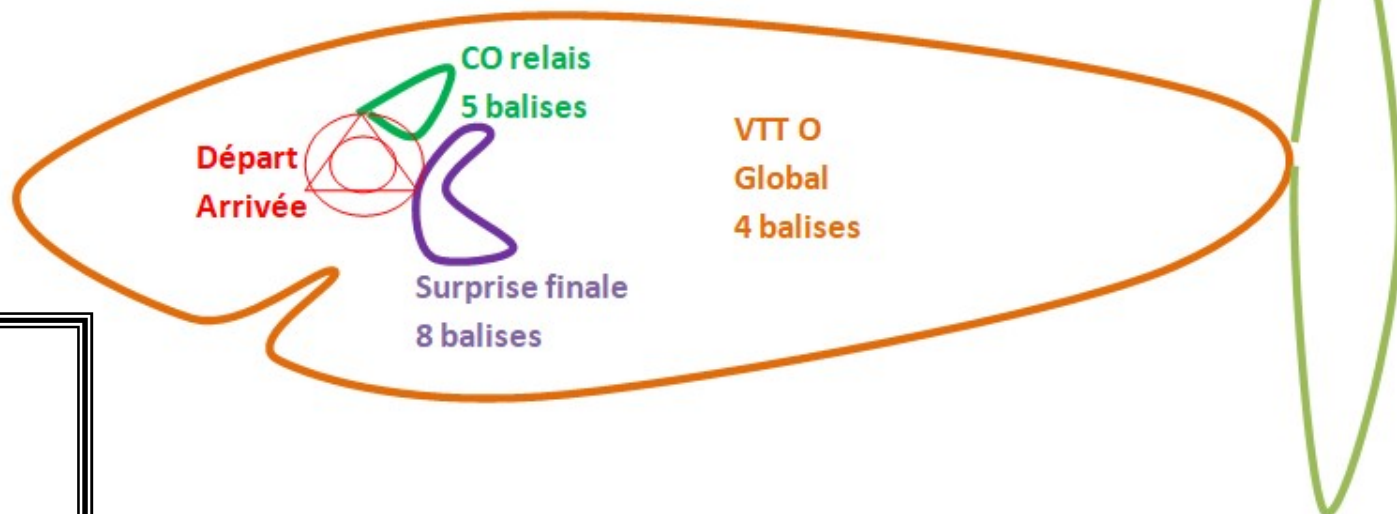 CO relais
5 balises
Départ
Arrivée
VTT O
Global
4 balises
Surprise finale
8 balises